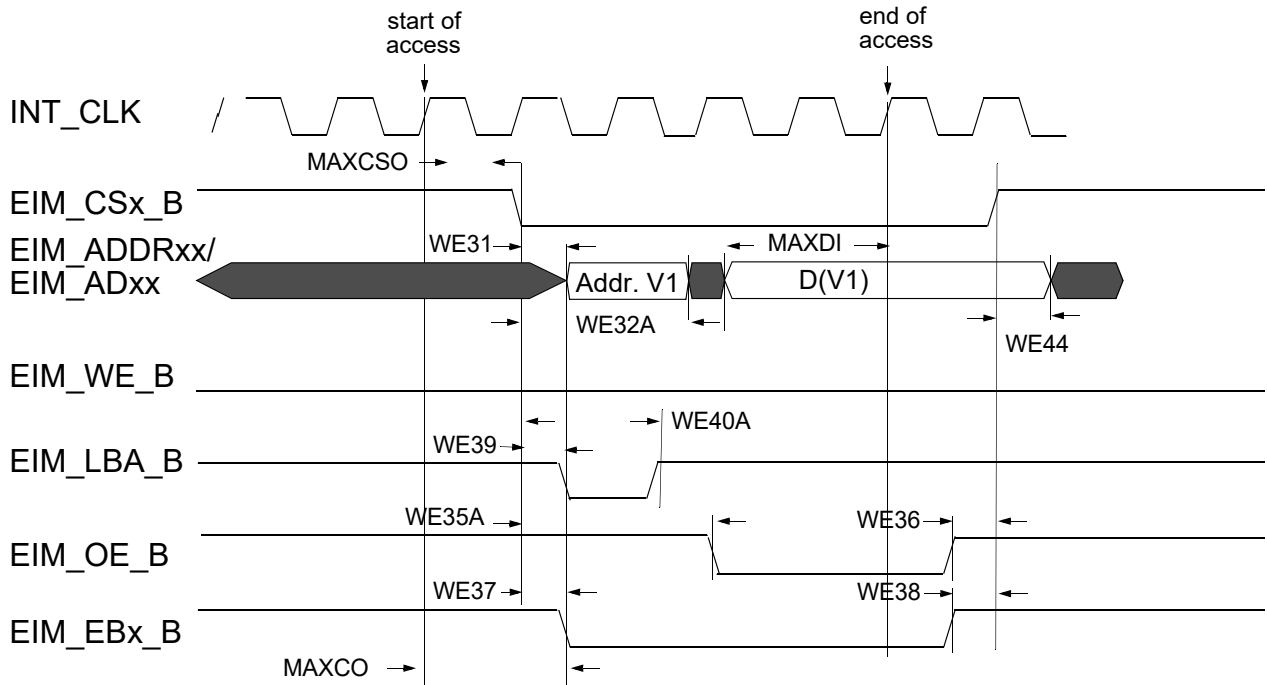 start of
access
end of
access
INT_CLK
MAXCSO
EIM_CSx_B
EIM_ADDRxx/
EIM_ADxx
WE31
MAXDI
Addr. V1
D(V1)
WE32A
WE44
EIM_WE_B
WE40A
WE39
EIM_LBA_B
WE35A
WE36
EIM_OE_B
WE37
WE38
EIM_EBx_B
MAXCO